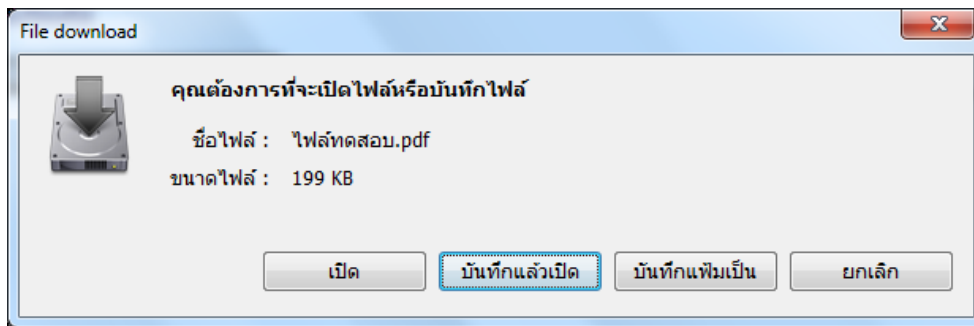 File download
คุณต้องการที่จะเปิดไฟล์หรือบันทึกไฟล์
ชื่อไฟล์ : ไฟล์ทดสอบ.pdf
ขนาดไฟล์ : 199 KB
เปิด บันทึกแล้วเปิด บันทึกแฟ้มเป็น ยกเลิก